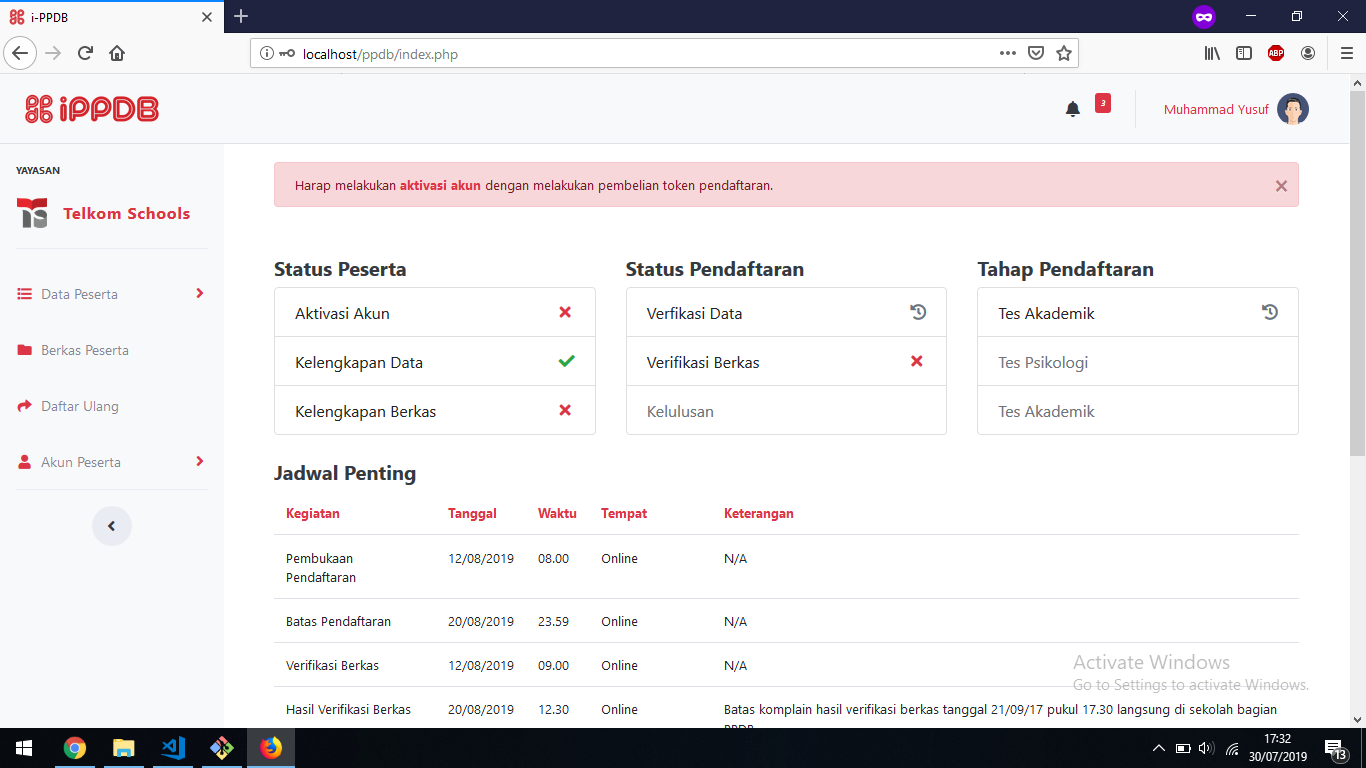 i-PPDB
localhost/ppdb/index.php
ABP
iPPDB
3
Muhammad Yusuf
YAYASAN
TS
Telkom Schools
Data Peserta
Berkas Peserta
Daftar Ulang
Akun Peserta
Harap melakukan aktivasi akun dengan melakukan pembelian token pendaftaran.
Status Peserta
Aktivasi Akun
Kelengkapan Data
Kelengkapan Berkas
Status Pendaftaran
Verfikasi Data
Verifikasi Berkas
Kelulusan
Tahap Pendaftaran
Tes Akademik
Tes Psikologi
Tes Akademik
Jadwal Penting
Kegiatan Tanggal Waktu Tempat Keterangan
Pembukaan Pendaftaran 12/08/2019 08.00 Online N/A
Batas Pendaftaran 20/08/2019 23.59 Online N/A
Verifikasi Berkas 12/08/2019 09.00 Online N/A
Hasil Verifikasi Berkas 20/08/2019 12.30 Online Batas komplain hasil verifikasi berkas tanggal 21/09/17 pukul 17.30 langsung di sekolah bagian
PPDB
Activate Windows
Go to Settings to activate Windows.
17:32
30/07/2019
13